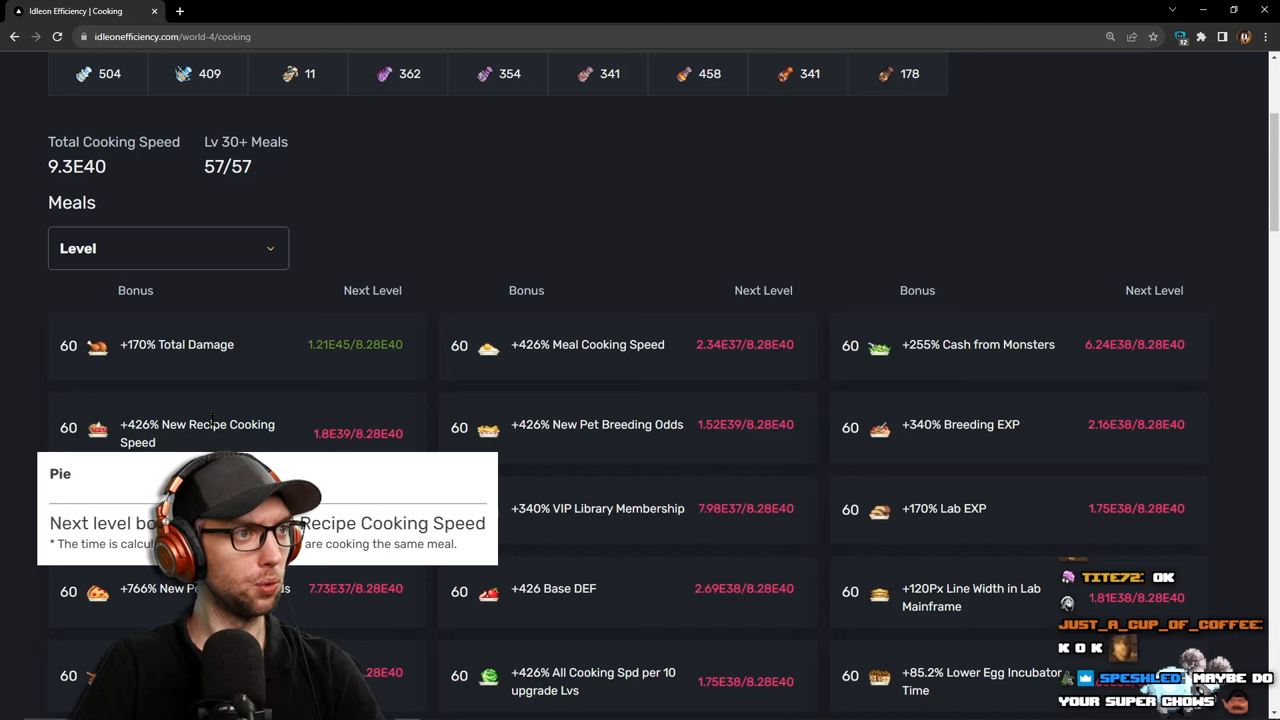 Idleon Efficiency | Cooking
idleonefficiency.com/world-4/cooking
12
504 409 11 362 354 341 458 341 178
Total Cooking Speed Lv 30+ Meals
9.3E40 57/57
Meals
Level
Bonus Next Level Bonus Next Level Bonus Next Level
60 +170% Total Damage 1.21E45/8.28E40
60 +426% Meal Cooking Speed 2.34E37/8.28E40
60 +255% Cash from Monsters 6.24E38/8.28E40
60 +426% New Recipe Cooking
Speed 1.8E39/8.28E40
60 +426% New Pet Breeding Odds 1.52E39/8.28E40
60 +340% Breeding EXP 2.16E38/8.28E40
Pie
Next level bo Recipe Cooking Speed
* The time is calcu are cooking the same meal.
+340% VIP Library Membership 7.98E37/8.28E40
60 +170% Lab EXP 1.75E38/8.28E40
60 +766% New Pe ds 7.73E37/8.28E40
60 +426 Base DEF 2.69E38/8.28E40
60 +120Px Line Width in Lab
Mainframe 1.81E38/8.28E40
60 .28E40
60 +426% All Cooking Spd per 10
upgrade Lvs 1.75E38/8.28E40
60 +85.2% Lower Egg Incubator
Time
TITE72: OK
JUST_A_CUP_OF_COFFEE:
K O K
SPESHLED: MAYBE DO
YOUR SUPER CHOWS